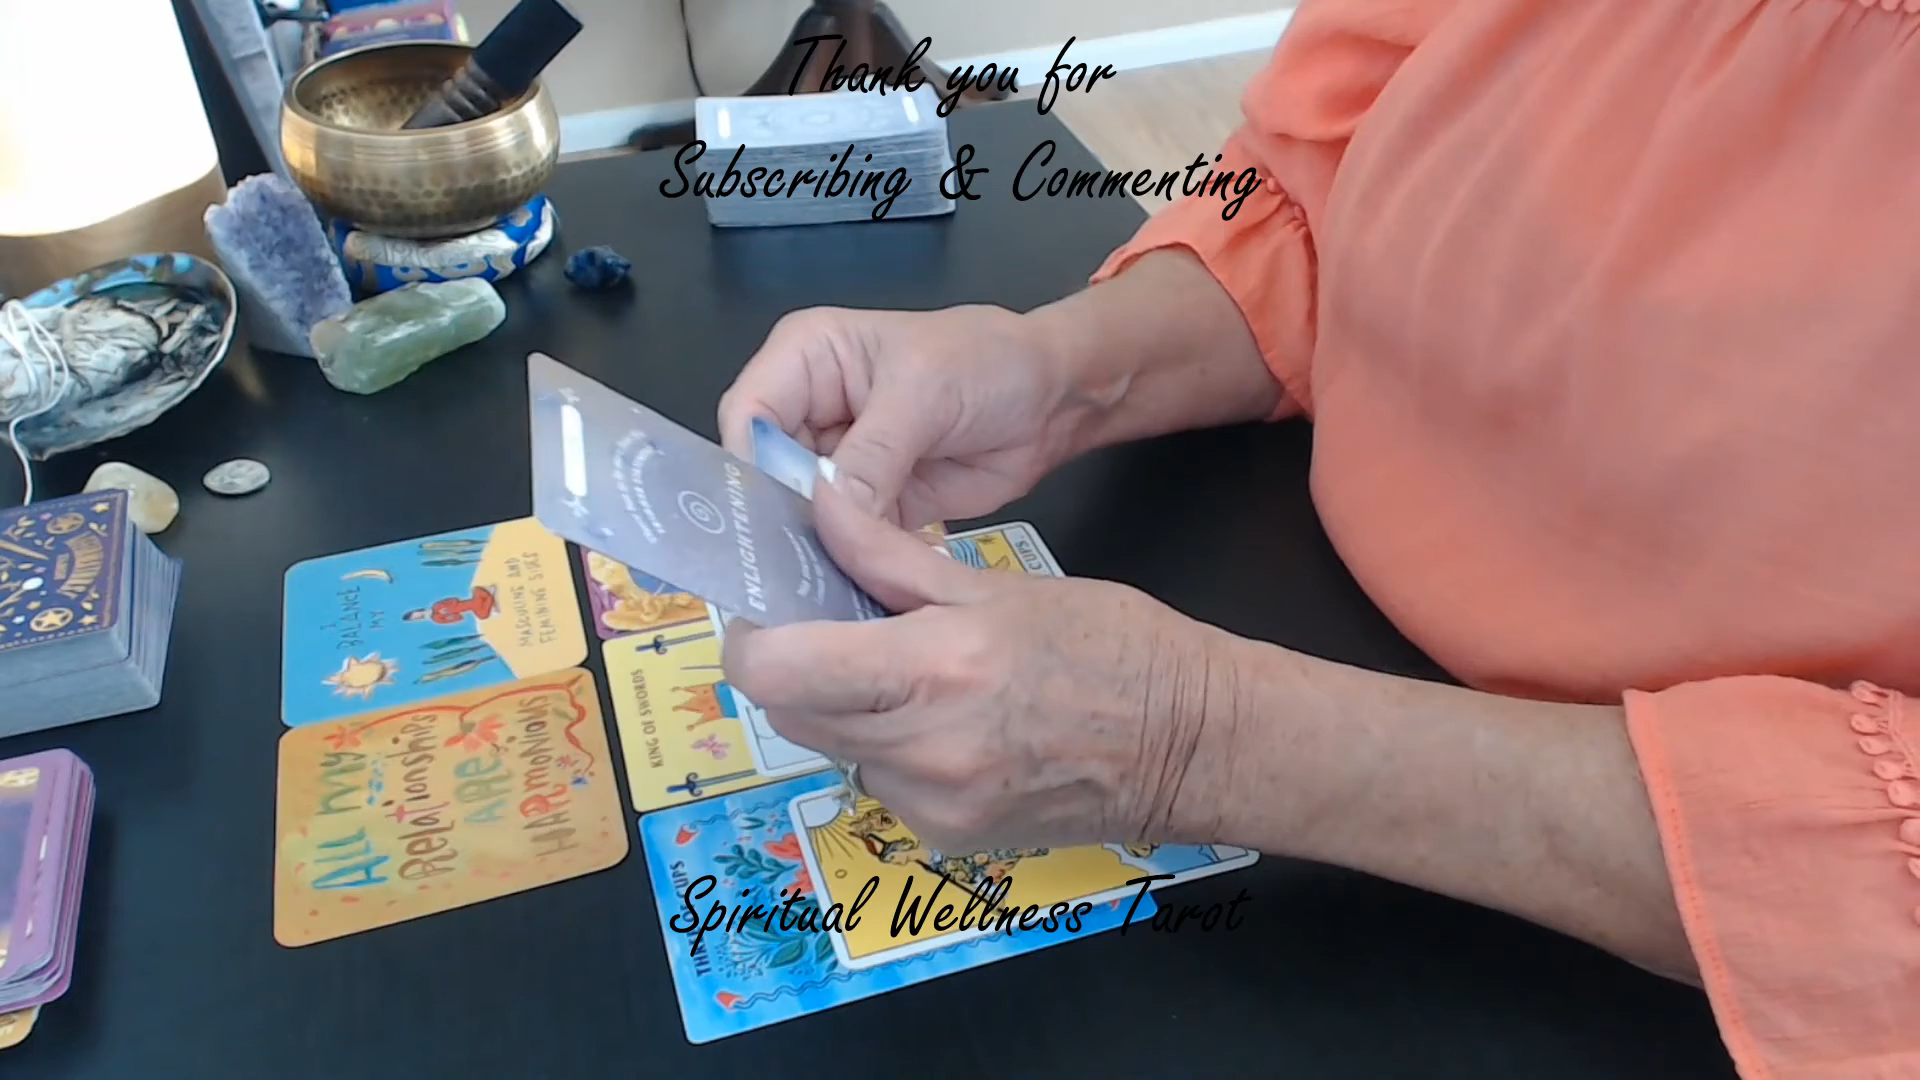 Thank you for
Subscribing & Commenting
ENLIGHTENING
CUPS.
I
BALANCE
MY
MASCULINE AND
FEMININE SIDES
KING OF SWORDS
ALL my
Relationships
ARE
HARMONIOUS
CUPS
Spiritual Wellness Tarot